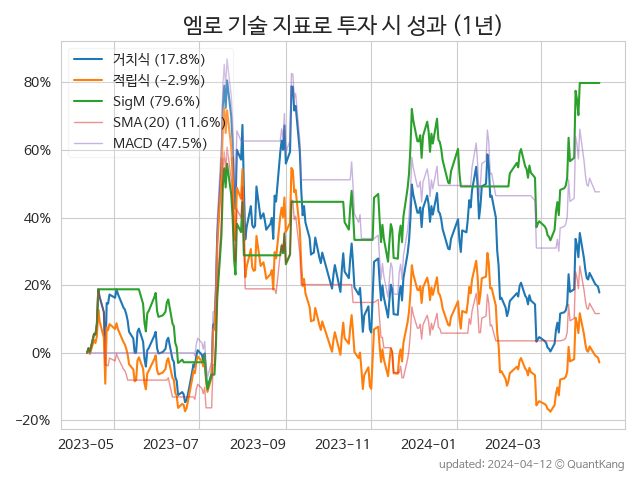 엠로 기술 지표로 투자 시 성과 (1년)
거치식 (17.8%)
적립식 (−2.9%)
SigM (79.6%)
SMA(20) (11.6%)
MACD (47.5%)
80%
60%
40%
20%
0%
−20%
2023-05 2023-07 2023-09 2023-11 2024-01 2024-03
updated: 2024-04-12 © QuantKang